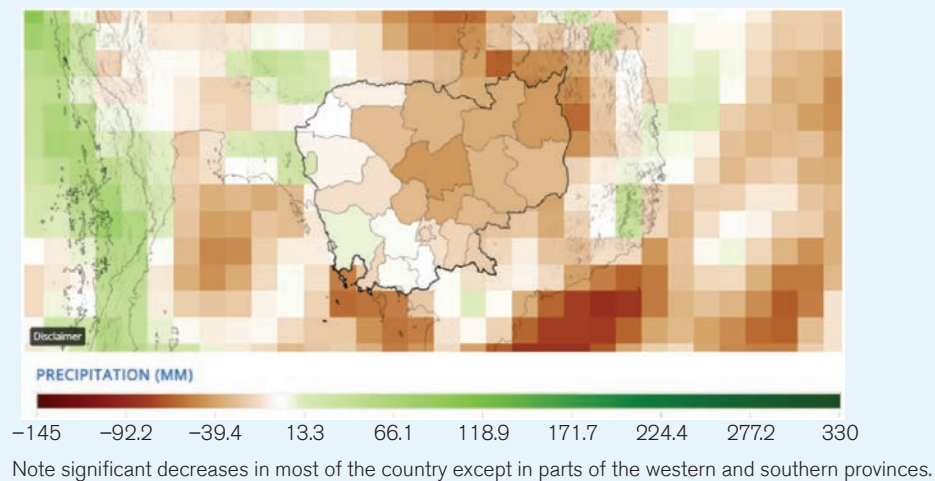 Disclaimer
PRECIPITATION (MM)
−145 −92.2 −39.4 13.3 66.1 118.9 171.7 224.4 277.2 330
Note significant decreases in most of the country except in parts of the western and southern provinces.